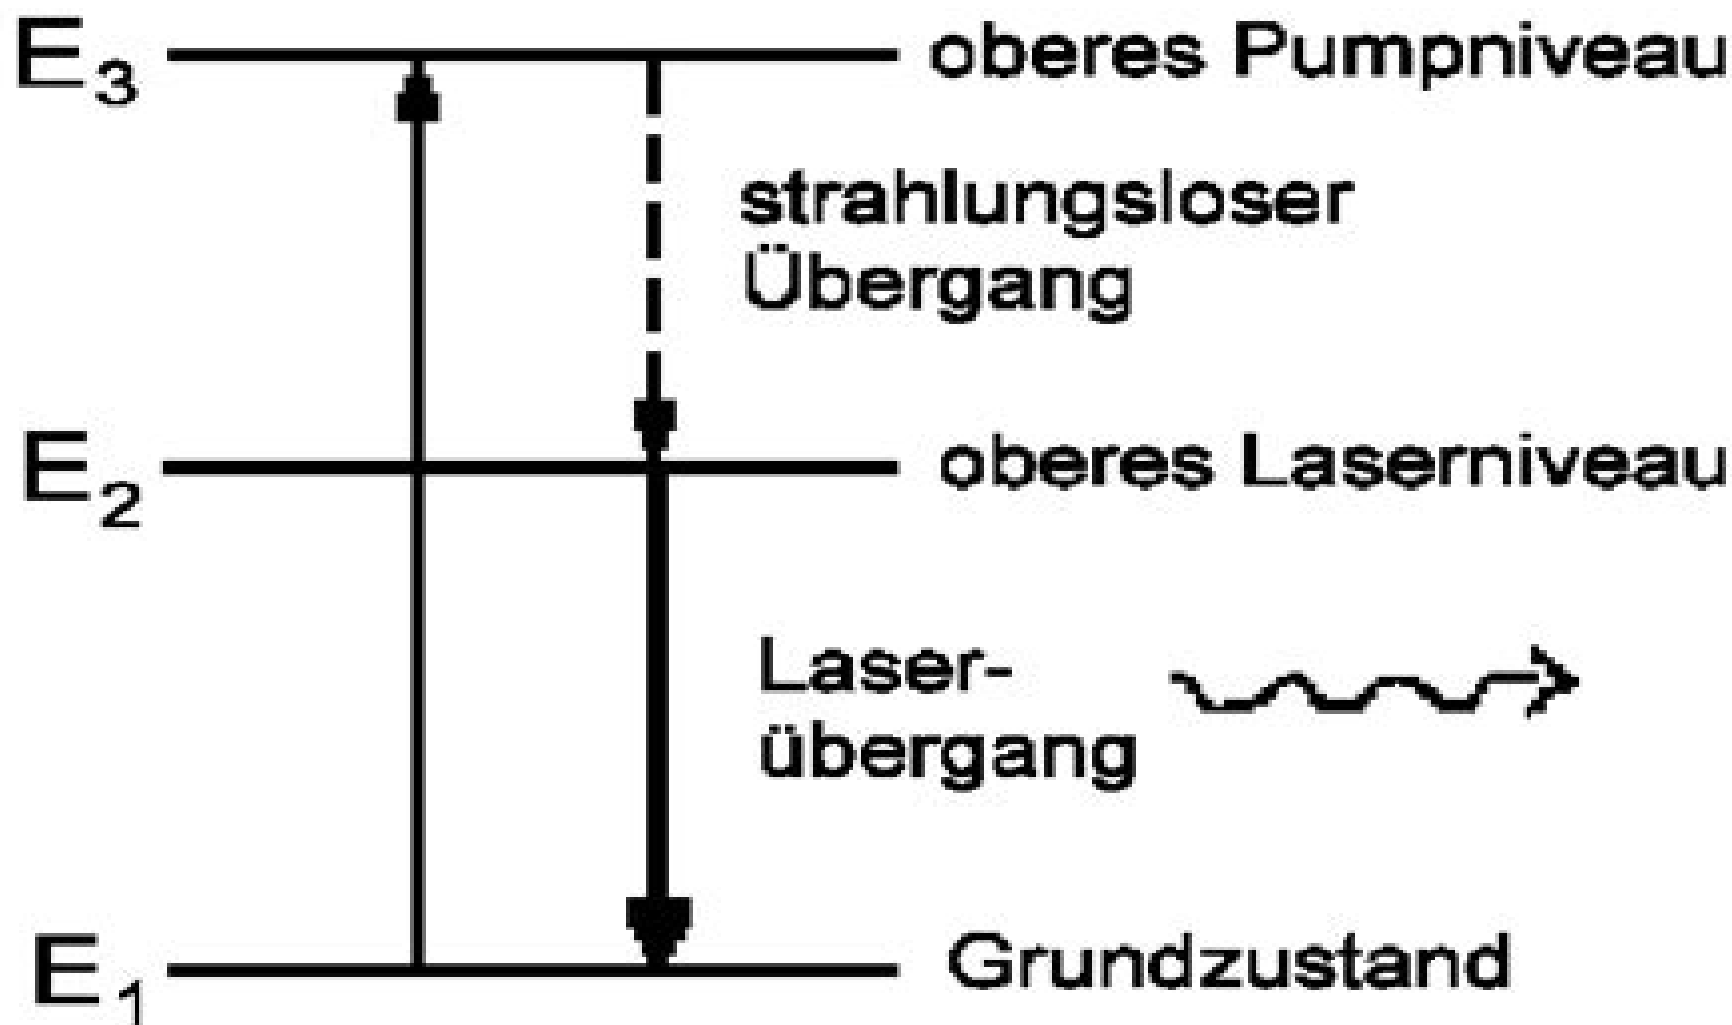 E₃ oberes Pumpniveau
strahlungsloser
Übergang
E₂ oberes Laserniveau
Laser-
übergang
E₁ Grundzustand